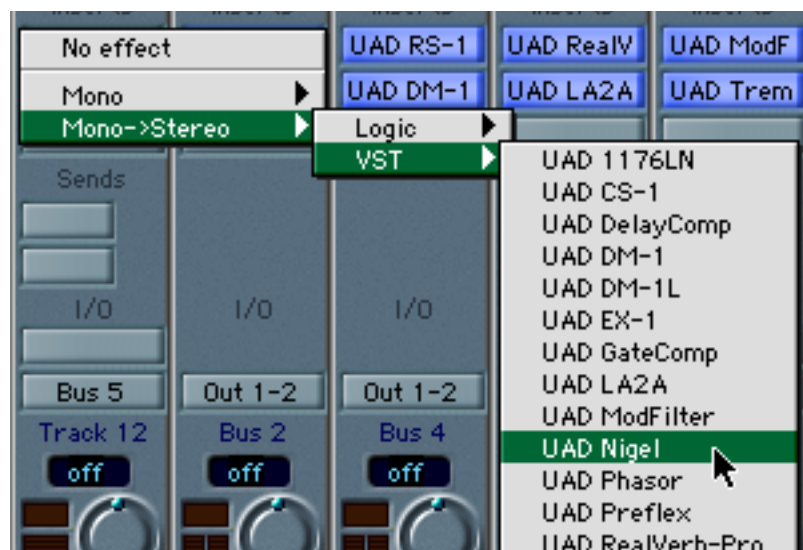 No effect
Mono
Mono->Stereo
UAD RS-1
UAD RealV
UAD ModF
UAD DM-1
UAD LA2A
UAD Trem
Logic
VST
UAD 1176LN
UAD CS-1
UAD DelayComp
UAD DM-1
UAD DM-1L
UAD EX-1
UAD GateComp
UAD LA2A
UAD ModFilter
UAD Nigel
UAD Phasor
UAD Preflex
UAD RealVerb-Pro
Sends
I/O
I/O
I/O
Bus 5
Out 1-2
Out 1-2
Track 12
Bus 2
Bus 4
off
off
off